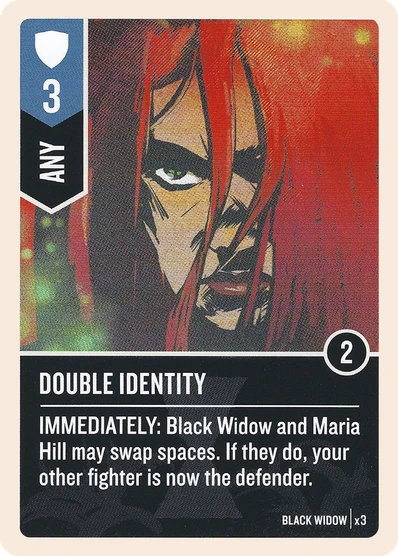 3
ANY
2
DOUBLE IDENTITY
IMMEDIATELY: Black Widow and Maria
Hill may swap spaces. If they do, your
other fighter is now the defender.
BLACK WIDOW | x3